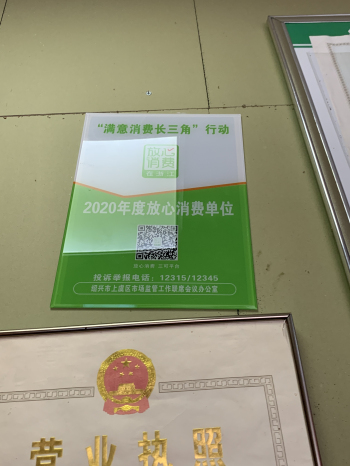 “满意消费长三角”行动
放心
消费
2020年度放心消费单位
投诉举报电话：12315/12345
绍兴市上虞区市场监管工作联席会议办公室
营业执照